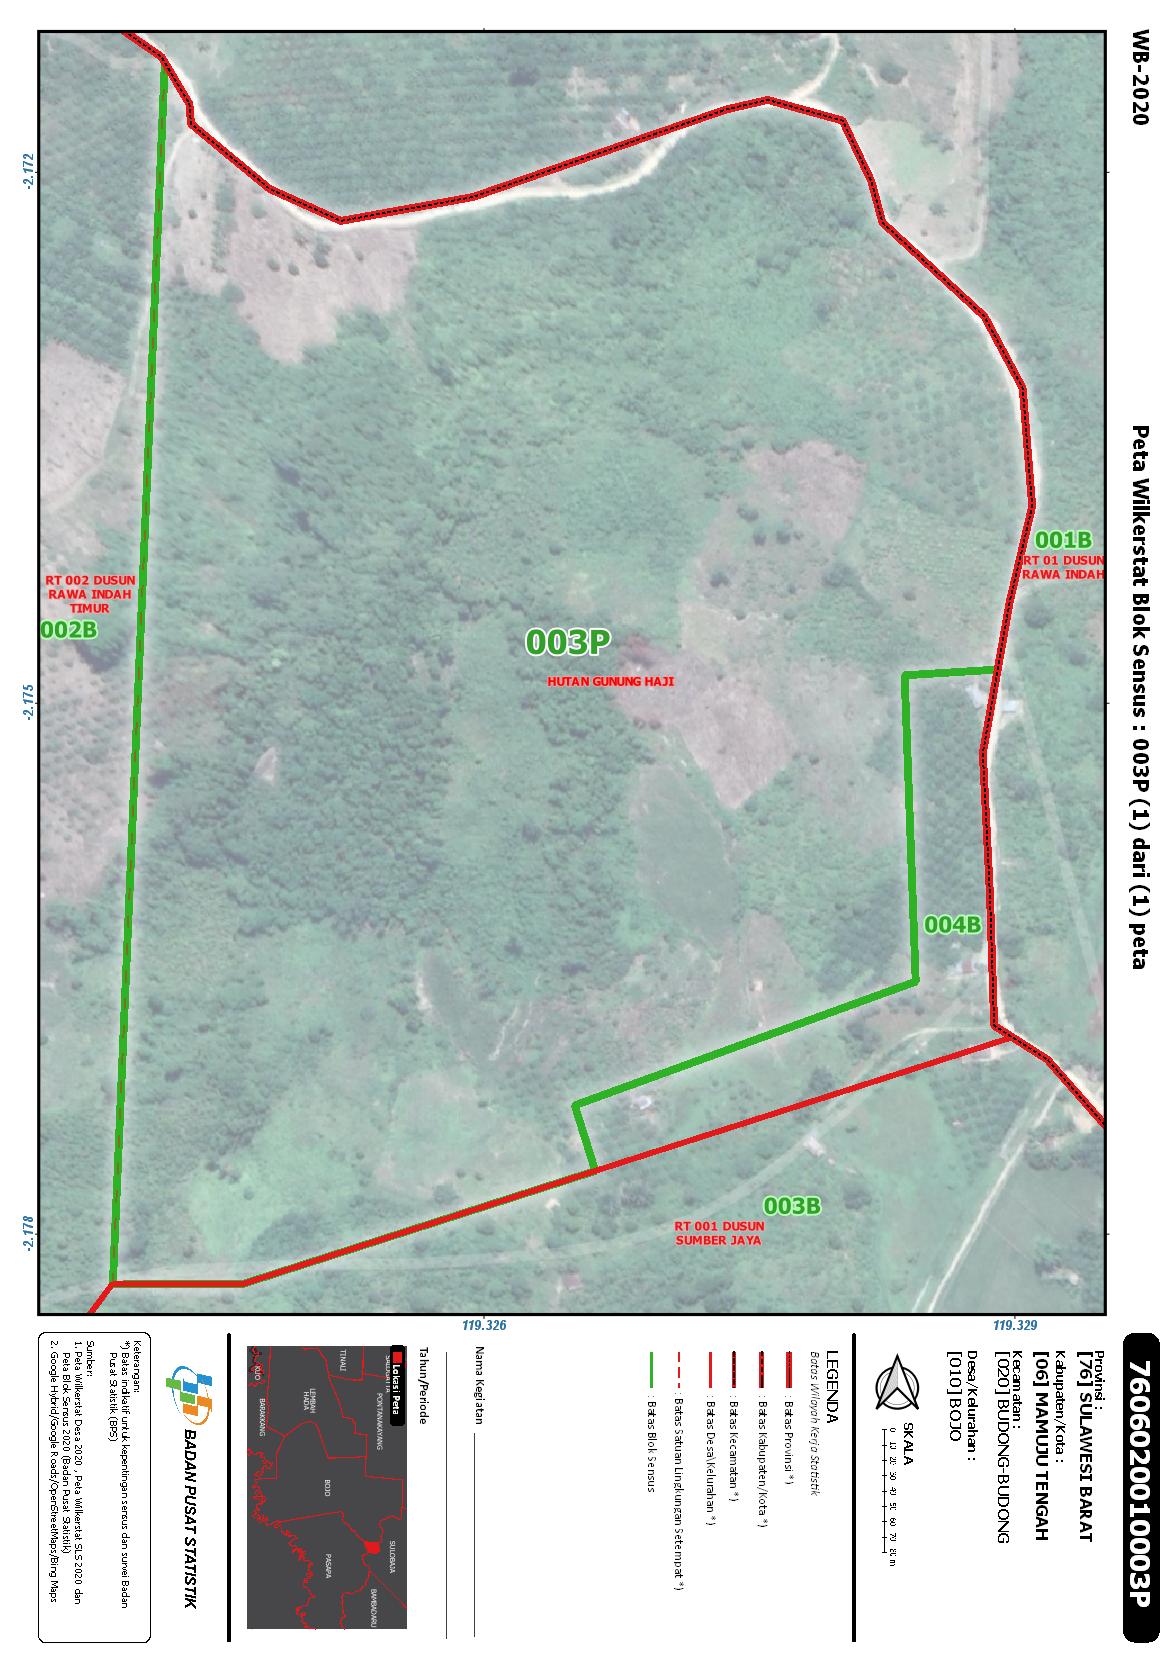 WB-2020
Peta Wilkerstat Blok Sensus : 003P (1) dari (1) peta
7606020010003P
-2.172
-2.175
-2.178
119.326
119.329
001B
RT 01 DUSUN
RAWA INDAH
RT 002 DUSUN
RAWA INDAH
TIMUR
002B
003P
HUTAN GUNUNG HAJI
004B
003B
RT 001 DUSUN
SUMBER JAYA
Provinsi :
[76] SULAWESI BARAT
Kabupaten/Kota :
[06] MAMUJU TENGAH
Kecamatan :
[020] BUDONG-BUDONG
Desa/Kelurahan :
[010] BOJO
SKALA
0 10 20 30 40 50 60 70 80 m
LEGENDA
Batas Wilayah Kerja Statistik
: Batas Provinsi *)
: Batas Kabupaten/Kota *)
: Batas Kecamatan *)
: Batas Desa\Kelurahan *)
: Batas Satuan Lingkungan Setempat *)
: Batas Blok Sensus
Nama Kegiatan
Tahun/Periode
Lokasi Peta
SALOGATTA
PONTANAKAYANG
SULOBAJA
BAMBADARU
TINALI
LEMBAH
HADA
BOJO
PASAPA
BARAKKANG
BADAN PUSAT STATISTIK
Keterangan:
*) Batas indikatif untuk kepentingan sensus dan survei Badan
Pusat Statistik (BPS)
Sumber:
1. Peta Wilkerstat Desa 2020 , Peta Wilkerstat SLS 2020 dan
Peta Blok Sensus 2020 (Badan Pusat Statistik)
2. Google Hybrid/Google Roads/OpenStreetMaps/Bing Maps